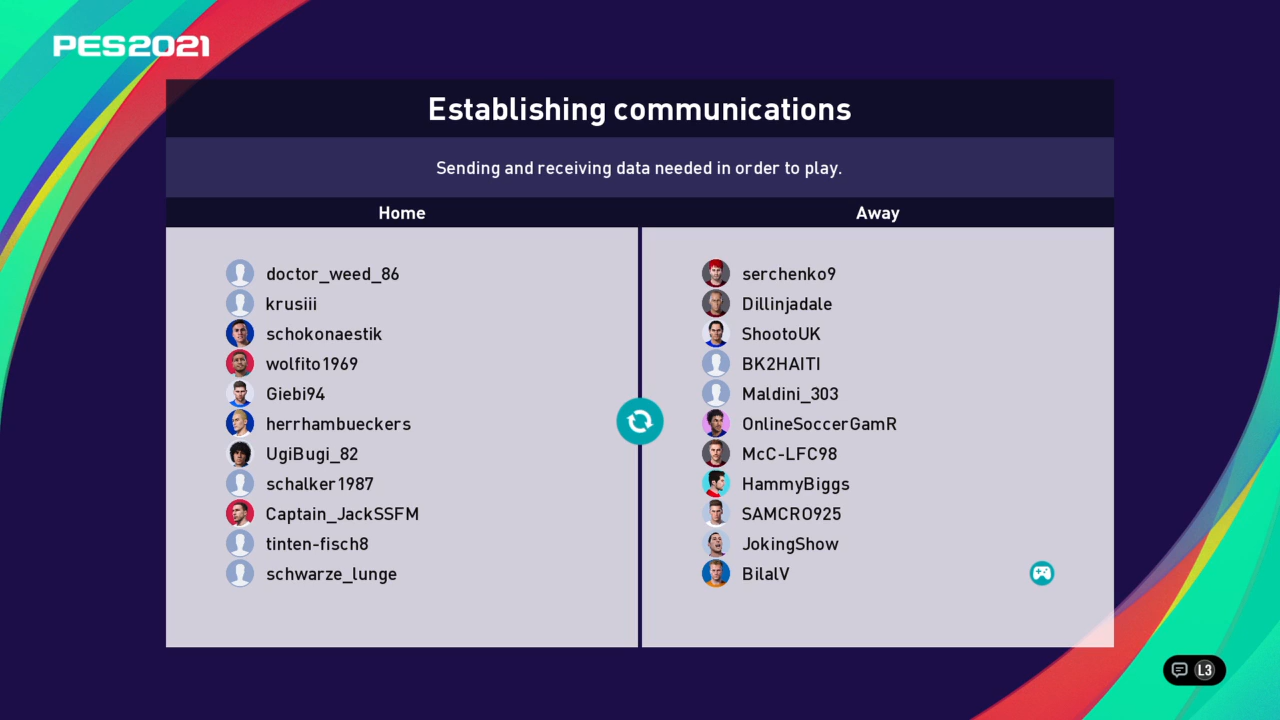 PES2021
Establishing communications
Sending and receiving data needed in order to play.
Home
Away
doctor_weed_86
krusiii
schokonaestik
wolfito1969
Giebi94
herrhambueckers
UgiBugi_82
schalker1987
Captain_JackSSFM
tinten-fisch8
schwarze_lunge
serchenko9
Dillinjadale
ShootoUK
BK2HAITI
Maldini_303
OnlineSoccerGamR
McC-LFC98
HammyBiggs
SAMCRO925
JokingShow
BilalV
L3